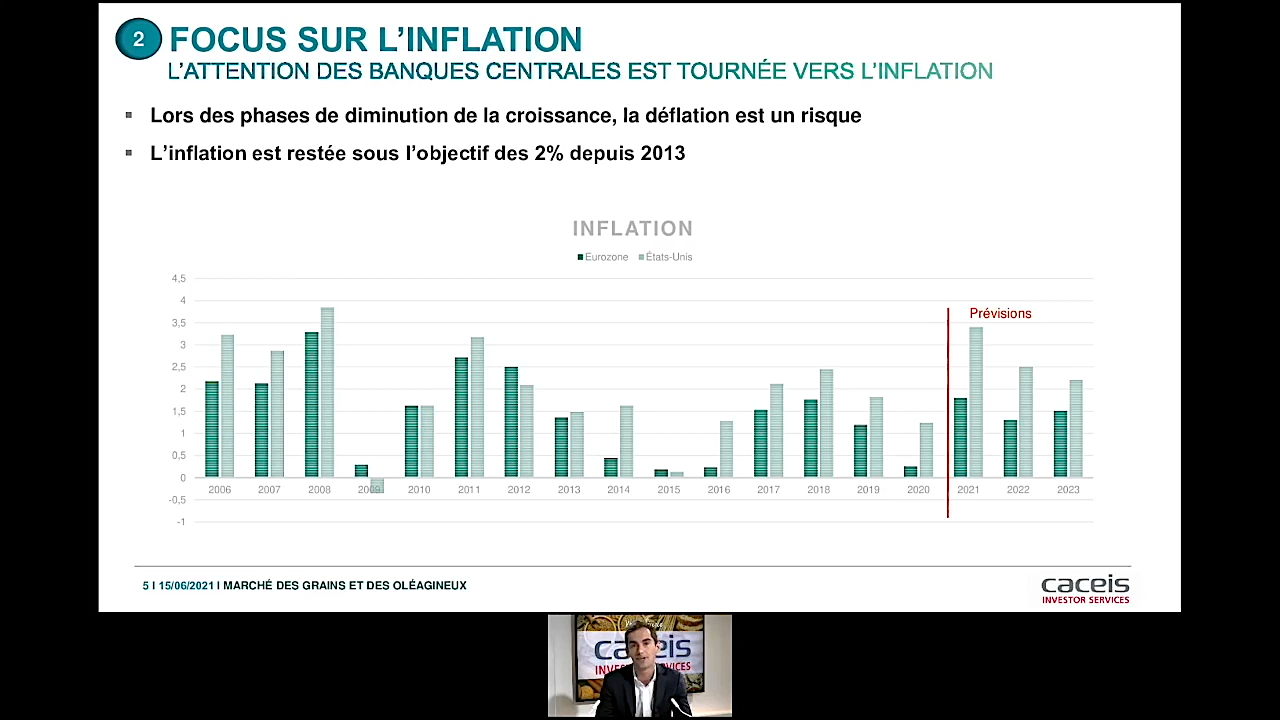 2
FOCUS SUR L’INFLATION
L’ATTENTION DES BANQUES CENTRALES EST TOURNÉE VERS L’INFLATION
Lors des phases de diminution de la croissance, la déflation est un risque
L’inflation est restée sous l’objectif des 2% depuis 2013
INFLATION
Eurozone États-Unis
4,5
4
3,5
3
2,5
2
1,5
1
0,5
0
-0,5
-1
Prévisions
2006 2007 2008 2009 2010 2011 2012 2013 2014 2015 2016 2017 2018 2019 2020 2021 2022 2023
5 I 15/06/2021 I MARCHÉ DES GRAINS ET DES OLÉAGINEUX
caceis
INVESTOR SERVICES